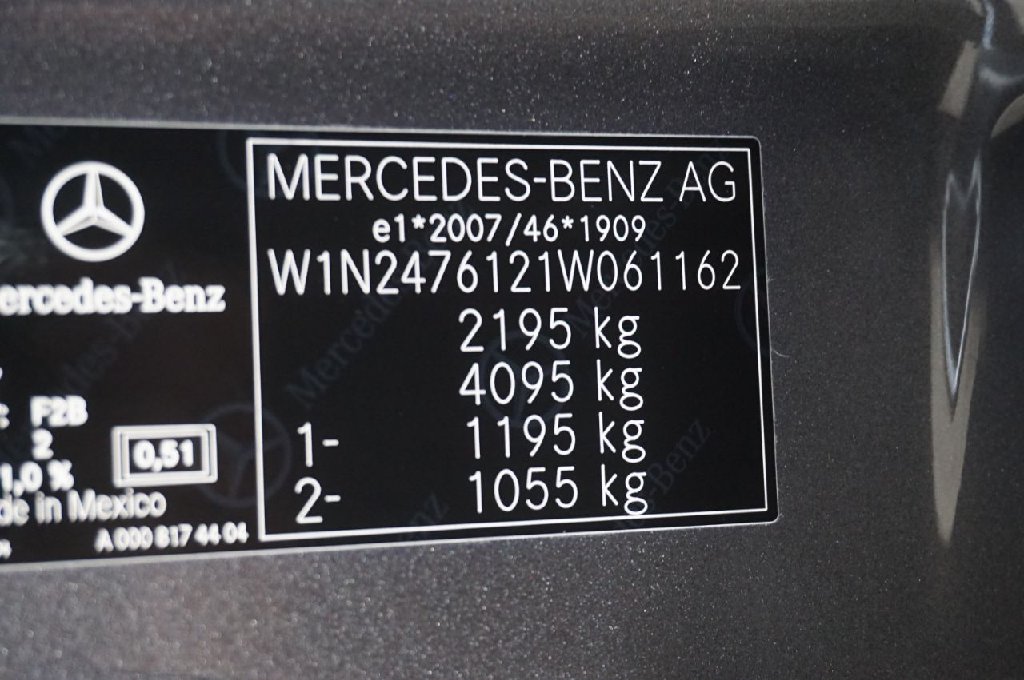 MERCEDES-BENZ AG
e1*2007/46*1909
W1N2476121W061162
2195 kg
4095 kg
1- 1195 kg
2- 1055 kg
ercedes-Benz
F2B
2
0,51
1,0 %
de in Mexico
A 000 817 44 04